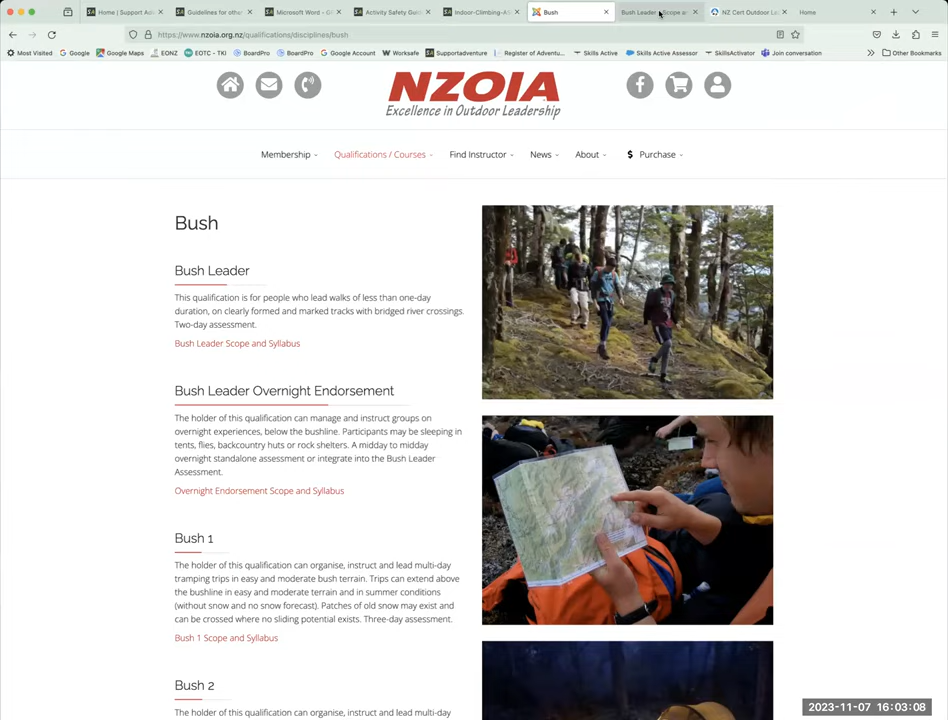 Home | Support Ad
Guidelines for other
Microsoft Word - G
Activity Safety Guid
Indoor-Climbing-A
Bush
Bush Leader - Scope a
NZ Cert Outdoor Le
Home
https://www.nzoia.org.nz/qualifications/disciplines/bush
Most Visited
Google
Google Maps
EONZ
EOTC - TKI
BoardPro
BoardPro
Google Account
Worksafe
Supportadventure
Register of Adventu...
Skills Active
Skills Active Assessor
SkillsActivator
Join conversation
Other Bookmarks
NZOIA
Excellence in Outdoor Leadership
Membership
Qualifications / Courses
Find Instructor
News
About
$ Purchase
Bush
Bush Leader
This qualification is for people who lead walks of less than one-day
duration, on clearly formed and marked tracks with bridged river crossings.
Two-day assessment.
Bush Leader Scope and Syllabus
Bush Leader Overnight Endorsement
The holder of this qualification can manage and instruct groups on
overnight experiences, below the bushline. Participants may be sleeping in
tents, flies, backcountry huts or rock shelters. A midday to midday
overnight standalone assessment or integrate into the Bush Leader
Assessment.
Overnight Endorsement Scope and Syllabus
Bush 1
The holder of this qualification can organise, instruct and lead multi-day
tramping trips in easy and moderate bush terrain. Trips can extend above
the bushline in easy and moderate terrain and in summer conditions
(without snow and no snow forecast). Patches of old snow may exist and
can be crossed where no sliding potential exists. Three-day assessment.
Bush 1 Scope and Syllabus
Bush 2
The holder of this qualification can organise, instruct and lead multi-day
2023-11-07 16:03:08